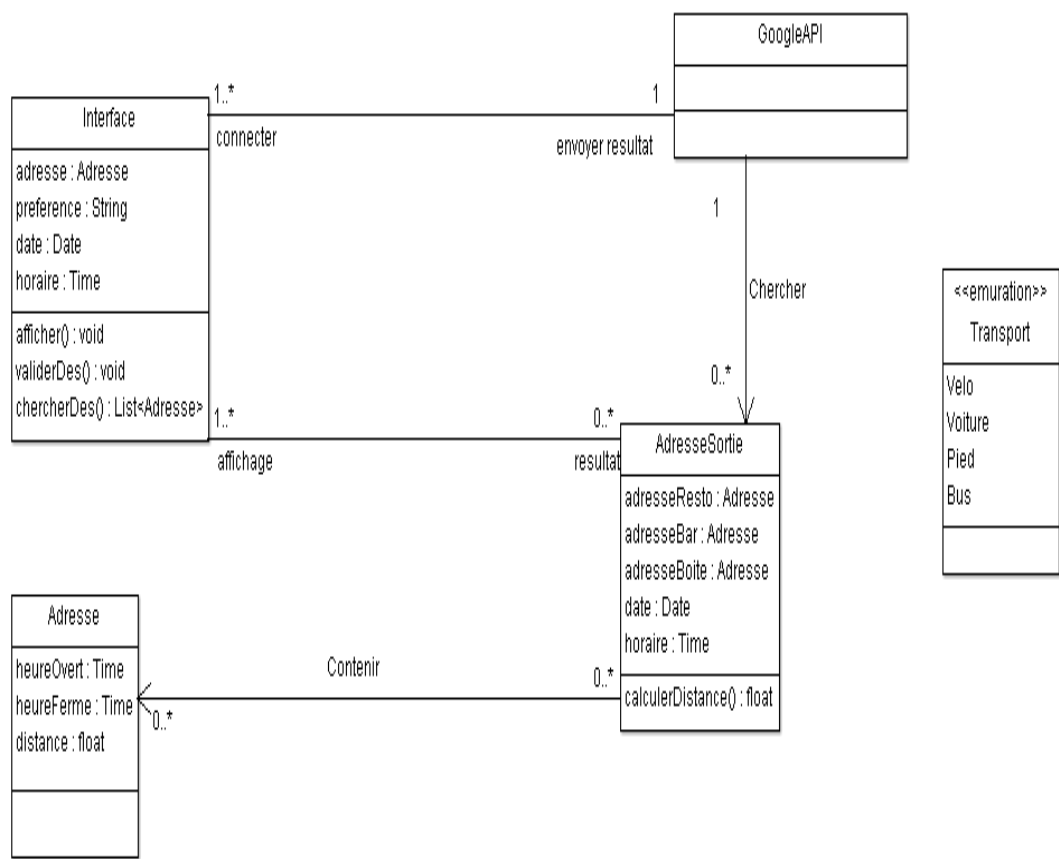 GoogleAPI
1..*
1
connecter
envoyer resultat
Interface
adresse : Adresse
preference : String
date : Date
horaire : Time
afficher() : void
validerDes() : void
chercherDes() : List<Adresse>
1
Chercher
0..*
<<emuration>>
Transport
Velo
Voiture
Pied
Bus
1..*
0..*
affichage
resultat
AdresseSortie
adresseResto : Adresse
adresseBar : Adresse
adresseBoite : Adresse
date : Date
horaire : Time
calculerDistance() : float
Adresse
heureOvert : Time
heureFerme : Time
distance : float
Contenir
0..*
0..*